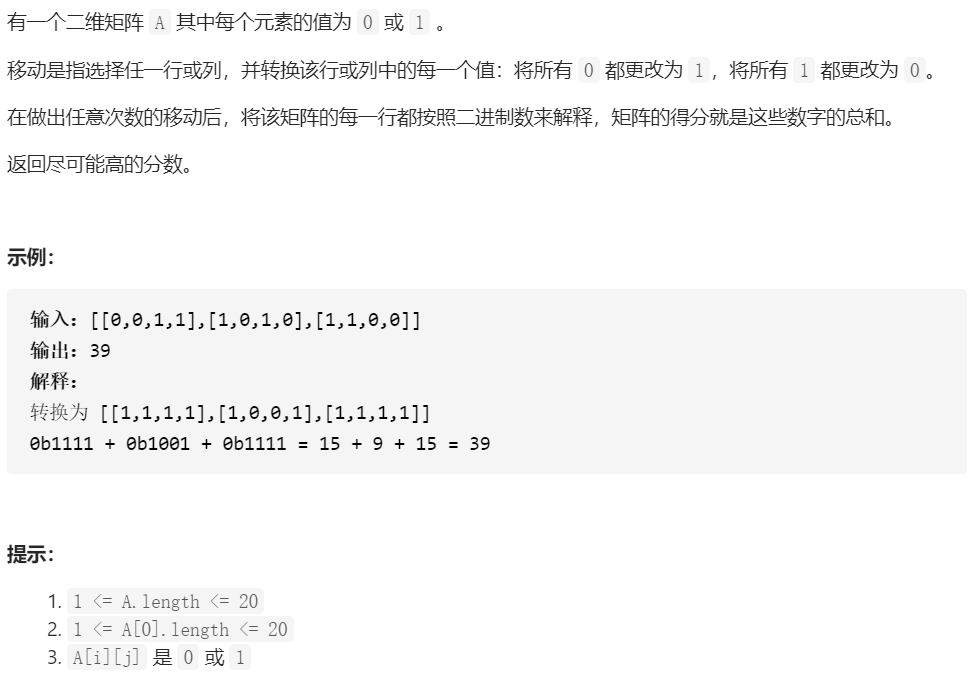 有一个二维矩阵 A 其中每个元素的值为 0 或 1 。
移动是指选择任一行或列，并转换该行或列中的每一个值：将所有 0 都更改为 1，将所有 1 都更改为 0。
在做出任意次数的移动后，将该矩阵的每一行都按照二进制数来解释，矩阵的得分就是这些数字的总和。
返回尽可能高的分数。
示例：
输入：[[0,0,1,1],[1,0,1,0],[1,1,0,0]]
输出：39
解释：
转换为 [[1,1,1,1],[1,0,0,1],[1,1,1,1]]
0b1111 + 0b1001 + 0b1111 = 15 + 9 + 15 = 39
提示：
1. 1 <= A.length <= 20
2. 1 <= A[0].length <= 20
3. A[i][j] 是 0 或 1